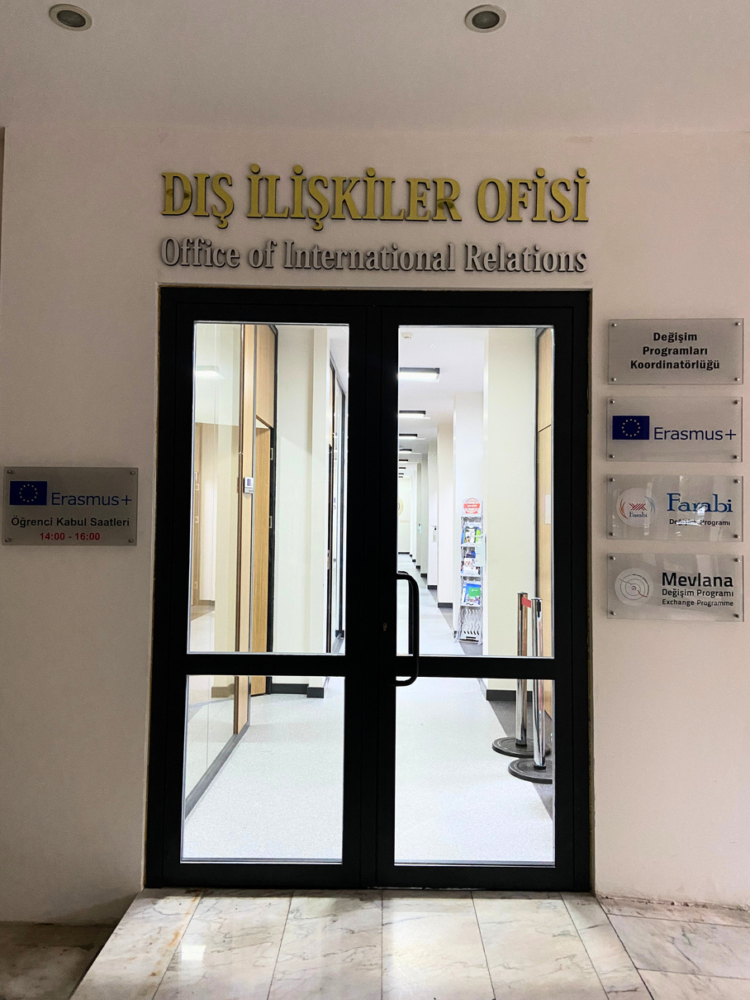 DIŞ İLİŞKİLER OFİSİ
Office of International Relations
Değişim
Programları
Koordinatörlüğü
Erasmus+
Erasmus+
Öğrenci Kabul Saatleri
14:00 - 16:00
Farabi
Farabi
Değişim Programı
Mevlana
Değişim Programı
Exchange Programme